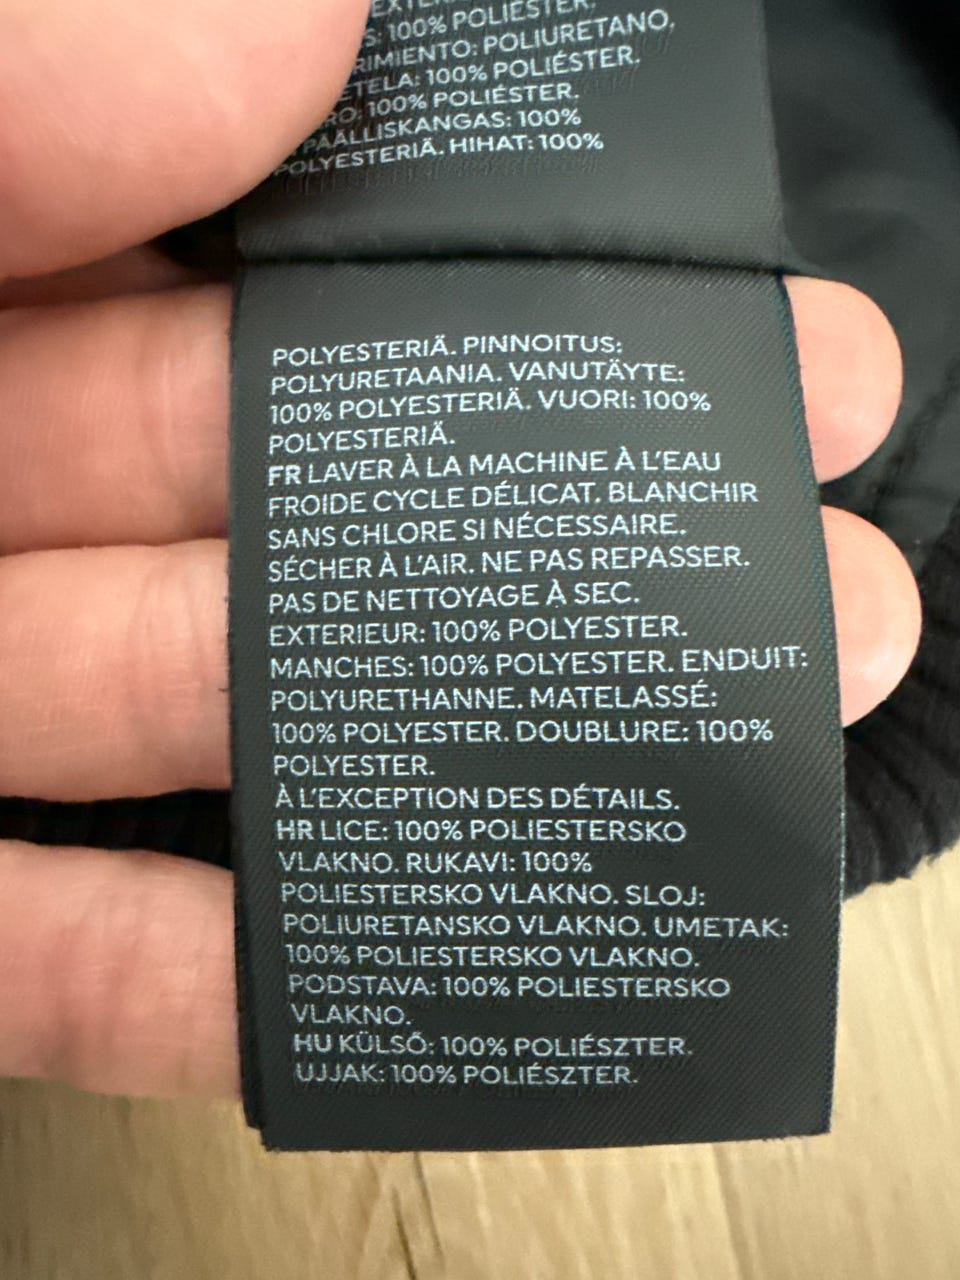 100% POLIÉSTER.
RIMIENTO: POLIURETANO,
ETELA: 100% POLIÉSTER.
RO: 100% POLIÉSTER.
PÄÄLLISKANGAS: 100%
POLYESTERIÄ. HIHAT: 100%
POLYESTERIÄ. PINNOITUS:
POLYURETAANIA. VANUTÄYTE:
100% POLYESTERIÄ. VUORI: 100%
POLYESTERIÄ.
FR LAVER À LA MACHINE À L'EAU
FROIDE CYCLE DÉLICAT. BLANCHIR
SANS CHLORE SI NÉCESSAIRE.
SÉCHER À L'AIR. NE PAS REPASSER.
PAS DE NETTOYAGE À SEC.
EXTERIEUR: 100% POLYESTER.
MANCHES: 100% POLYESTER. ENDUIT:
POLYURETHANNE. MATELASSÉ:
100% POLYESTER. DOUBLURE: 100%
POLYESTER.
À L'EXCEPTION DES DÉTAILS.
HR LICE: 100% POLIESTERSKO
VLAKNO. RUKAVI: 100%
POLIESTERSKO VLAKNO. SLOJ:
POLIURETANSKO VLAKNO. UMETAK:
100% POLIESTERSKO VLAKNO.
PODSTAVA: 100% POLIESTERSKO
VLAKNO.
HU KÜLSŐ: 100% POLIÉSZTER.
UJJAK: 100% POLIÉSZTER.